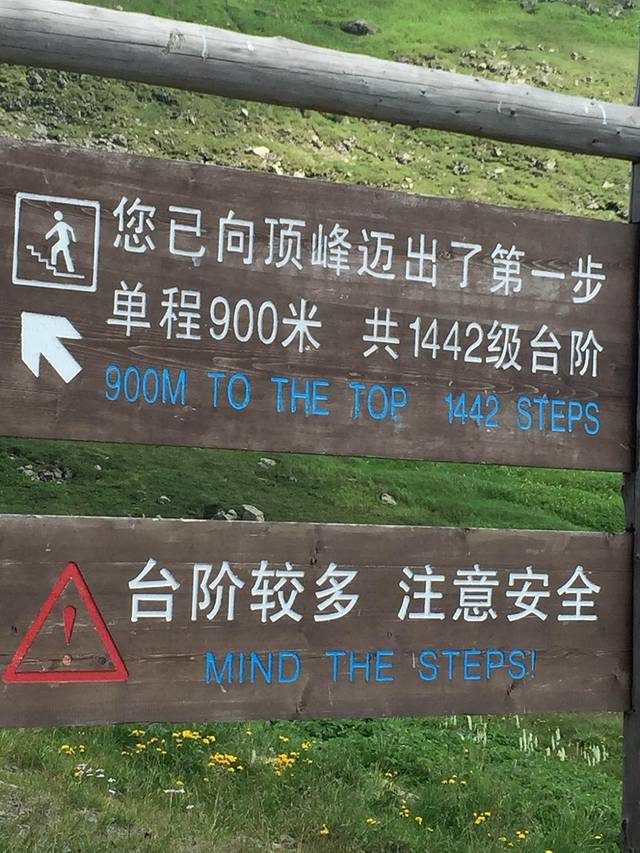 您已向顶峰迈出了第一步
单程900米 共1442级台阶
900M TO THE TOP 1442 STEPS
台阶较多 注意安全
MIND THE STEPS!